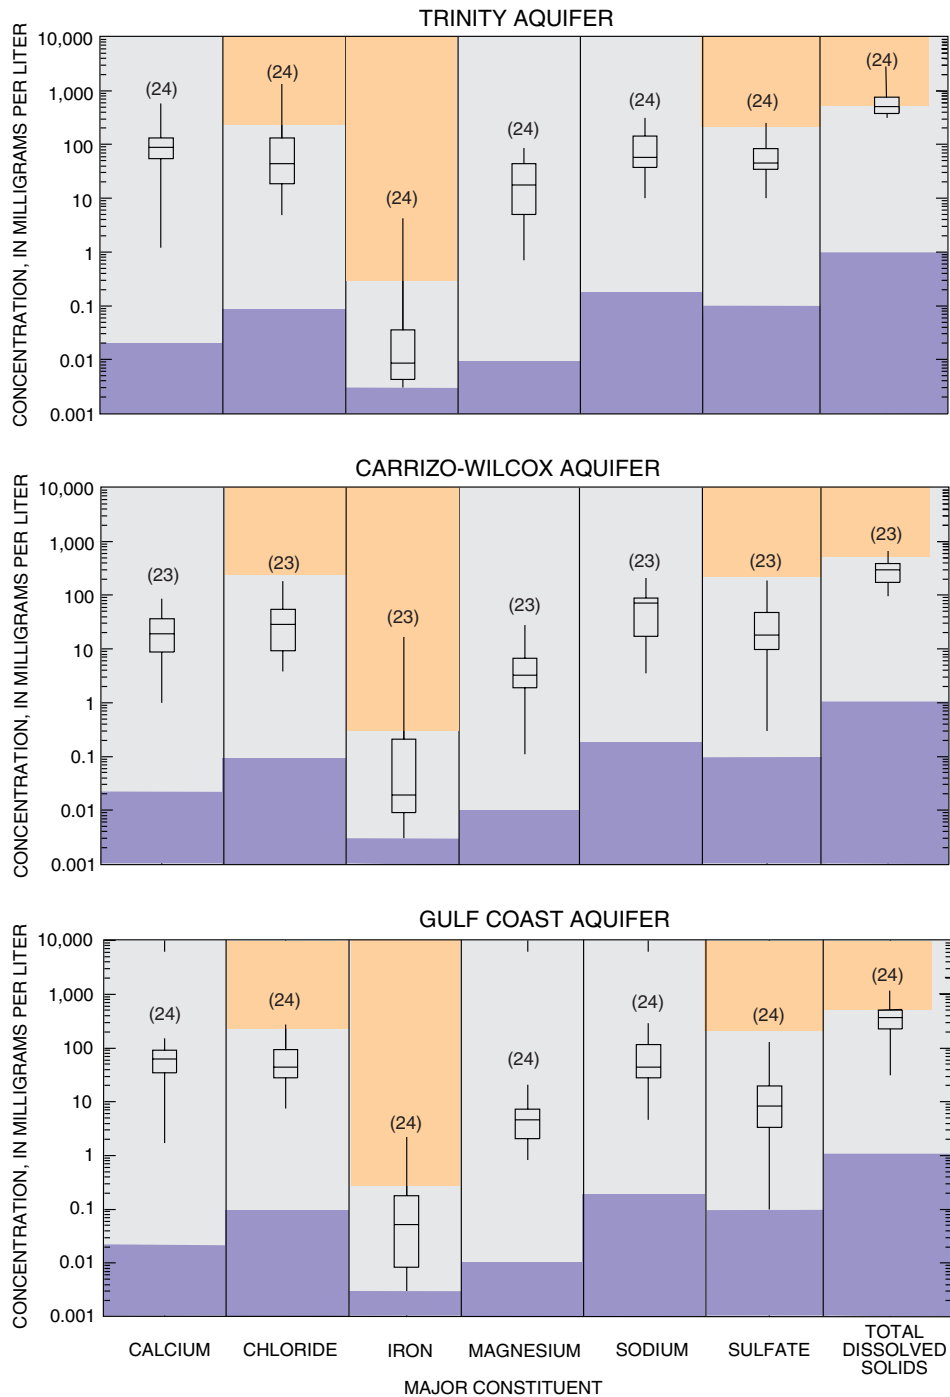 TRINITY AQUIFER
CONCENTRATION, IN MILLIGRAMS PER LITER
10,000
1,000
100
10
1
0.1
0.01
0.001
(24)
(24)
(24)
(24)
(24)
(24)
(24)
CARRIZO-WILCOX AQUIFER
CONCENTRATION, IN MILLIGRAMS PER LITER
10,000
1,000
100
10
1
0.1
0.01
0.001
(23)
(23)
(23)
(23)
(23)
(23)
(23)
GULF COAST AQUIFER
CONCENTRATION, IN MILLIGRAMS PER LITER
10,000
1,000
100
10
1
0.1
0.01
0.001
(24)
(24)
(24)
(24)
(24)
(24)
(24)
CALCIUM
CHLORIDE
IRON
MAGNESIUM
SODIUM
SULFATE
TOTAL
DISSOLVED
SOLIDS
MAJOR CONSTITUENT